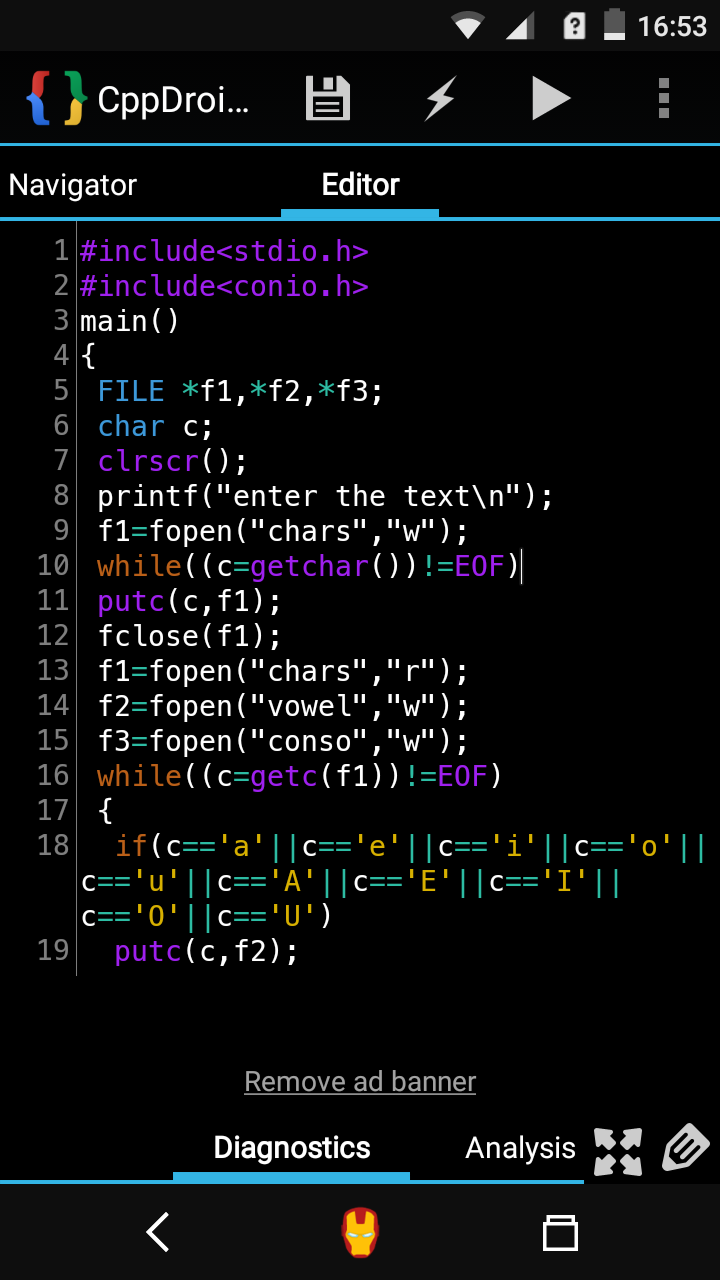 16:53
CppDroi...
Navigator
Editor
1 #include<stdio.h>
2 #include<conio.h>
3 main()
4 {
5 FILE *f1,*f2,*f3;
6 char c;
7 clrscr();
8 printf("enter the text\n");
9 f1=fopen("chars","w");
10 while((c=getchar())!=EOF)
11 putc(c,f1);
12 fclose(f1);
13 f1=fopen("chars","r");
14 f2=fopen("vowel","w");
15 f3=fopen("conso","w");
16 while((c=getc(f1))!=EOF)
17 {
18 if(c=='a'||c=='e'||c=='i'||c=='o'||
c=='u'||c=='A'||c=='E'||c=='I'||
c=='O'||c=='U')
19 putc(c,f2);
Remove ad banner
Diagnostics
Analysis